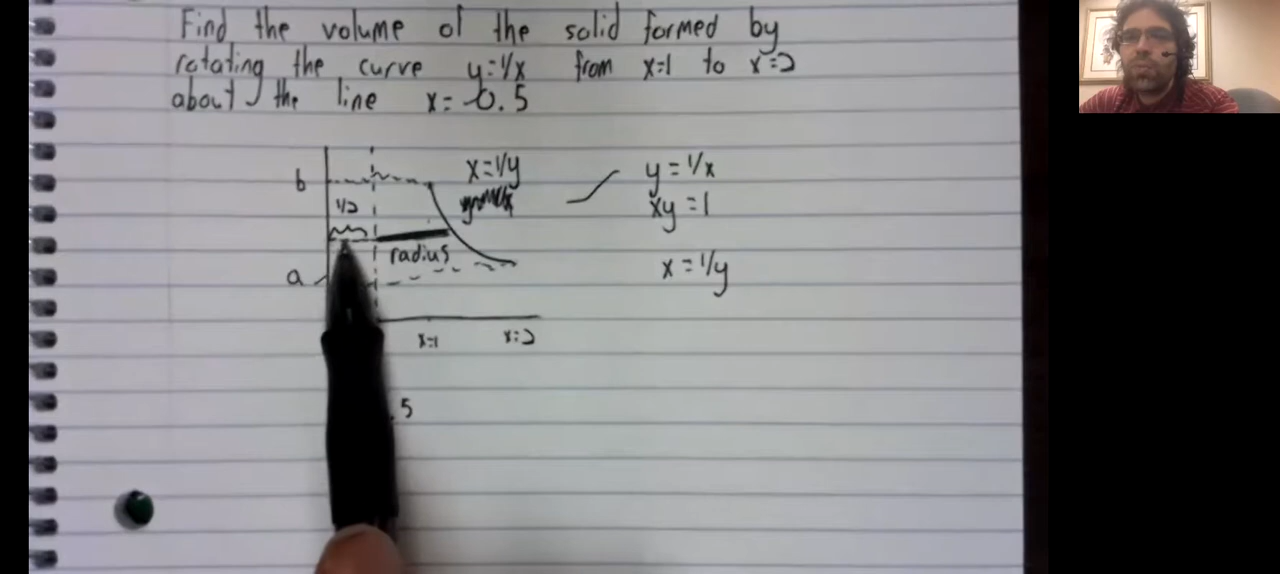 Find the volume of the solid formed by
rotating the curve y=1/x from x=1 to x=2
about the line x=-0.5
b
x=1/y
y=1/x
1/2
xy=1
radius
x=1/y
a
x=1
x=2
.5